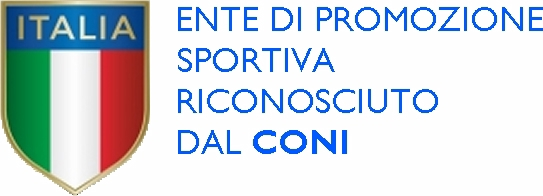 ITALIA
ENTE DI PROMOZIONE
SPORTIVA
RICONOSCIUTO
DAL CONI